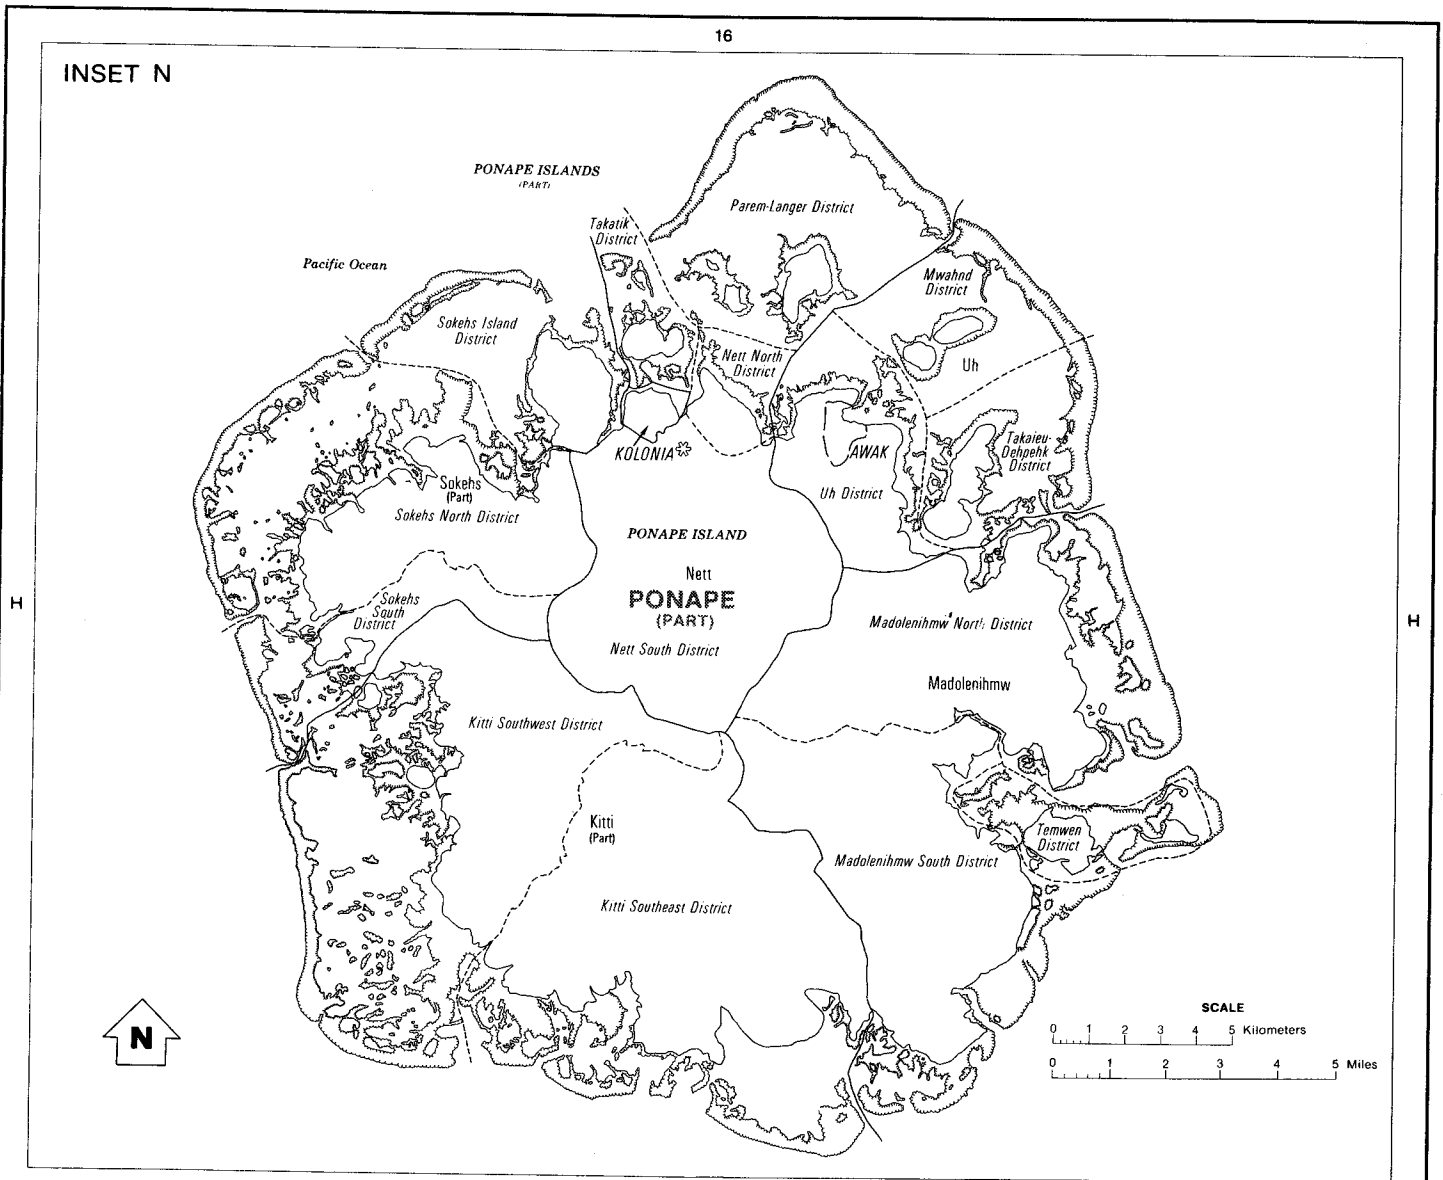 16
INSET N
PONAPE ISLANDS
(PART)
Parem-Langer District
Takatik
District
Pacific Ocean
Mwahnd
District
Sokehs Island
District
Nett North
District
Uh
Takaieu-
Dehpehk
District
KOLONIA
AWAK
Sokehs
(Part)
Uh District
Sokehs North District
PONAPE ISLAND
Nett
PONAPE
(PART)
H
H
Sokehs
South
District
Madolenihmw North District
Nett South District
Madolenihmw
Kitti Southwest District
Kitti
(Part)
Temwen
District
Madolenihmw South District
Kitti Southeast District
N
SCALE
0 1 2 3 4 5 Kilometers
0 1 2 3 4 5 Miles